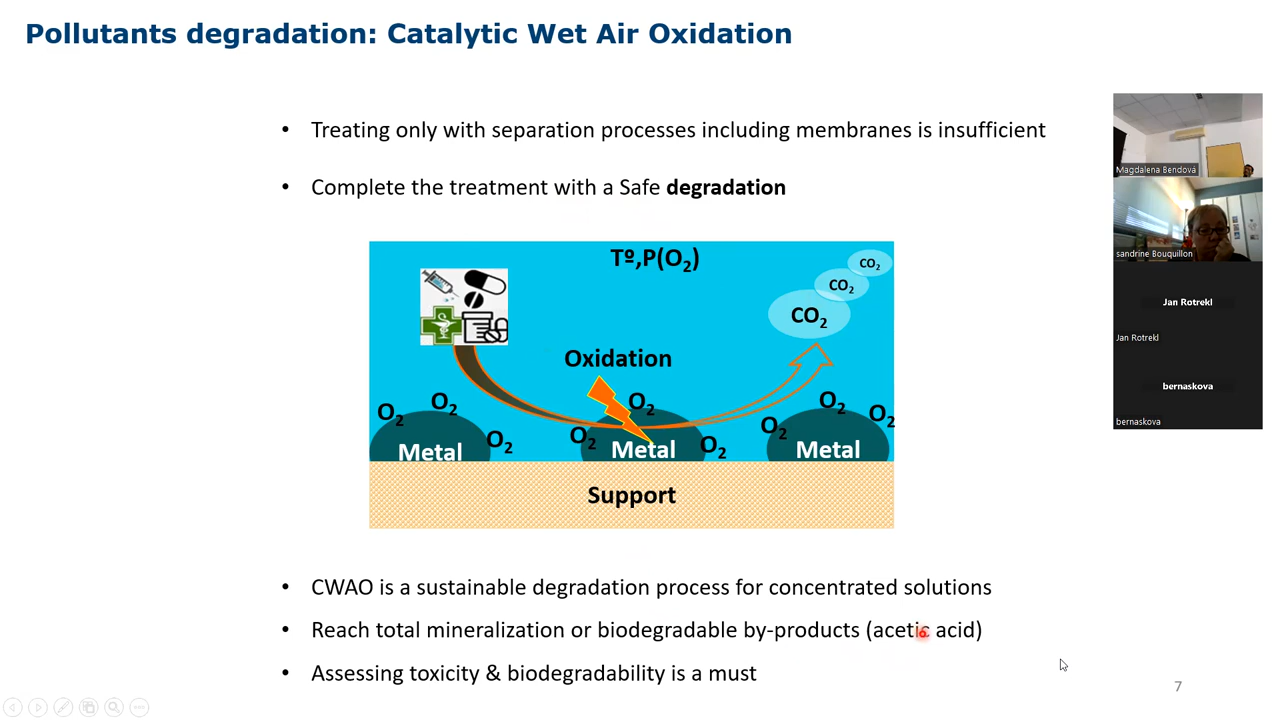 Pollutants degradation: Catalytic Wet Air Oxidation
• Treating only with separation processes including membranes is insufficient
• Complete the treatment with a Safe degradation
Tº,P(O₂)
CO₂
CO₂
CO₂
Oxidation
O₂
O₂
O₂
O₂
O₂
O₂
O₂
O₂
O₂
Metal
Metal
Metal
Support
• CWAO is a sustainable degradation process for concentrated solutions
• Reach total mineralization or biodegradable by-products (acetic acid)
• Assessing toxicity & biodegradability is a must
7
Magdalena Bendová
sandrine Bouquillon
Jan Rotrekl
Jan Rotrekl
bernaskova
bernaskova